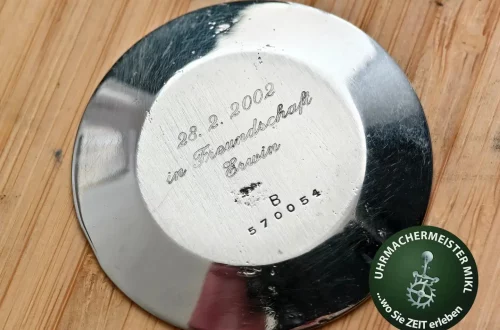 28. 2. 2002
in Freundschaft
Erwin
B
570054
UHRMACHERMEISTER MIKL
...wo Sie ZEIT erleben